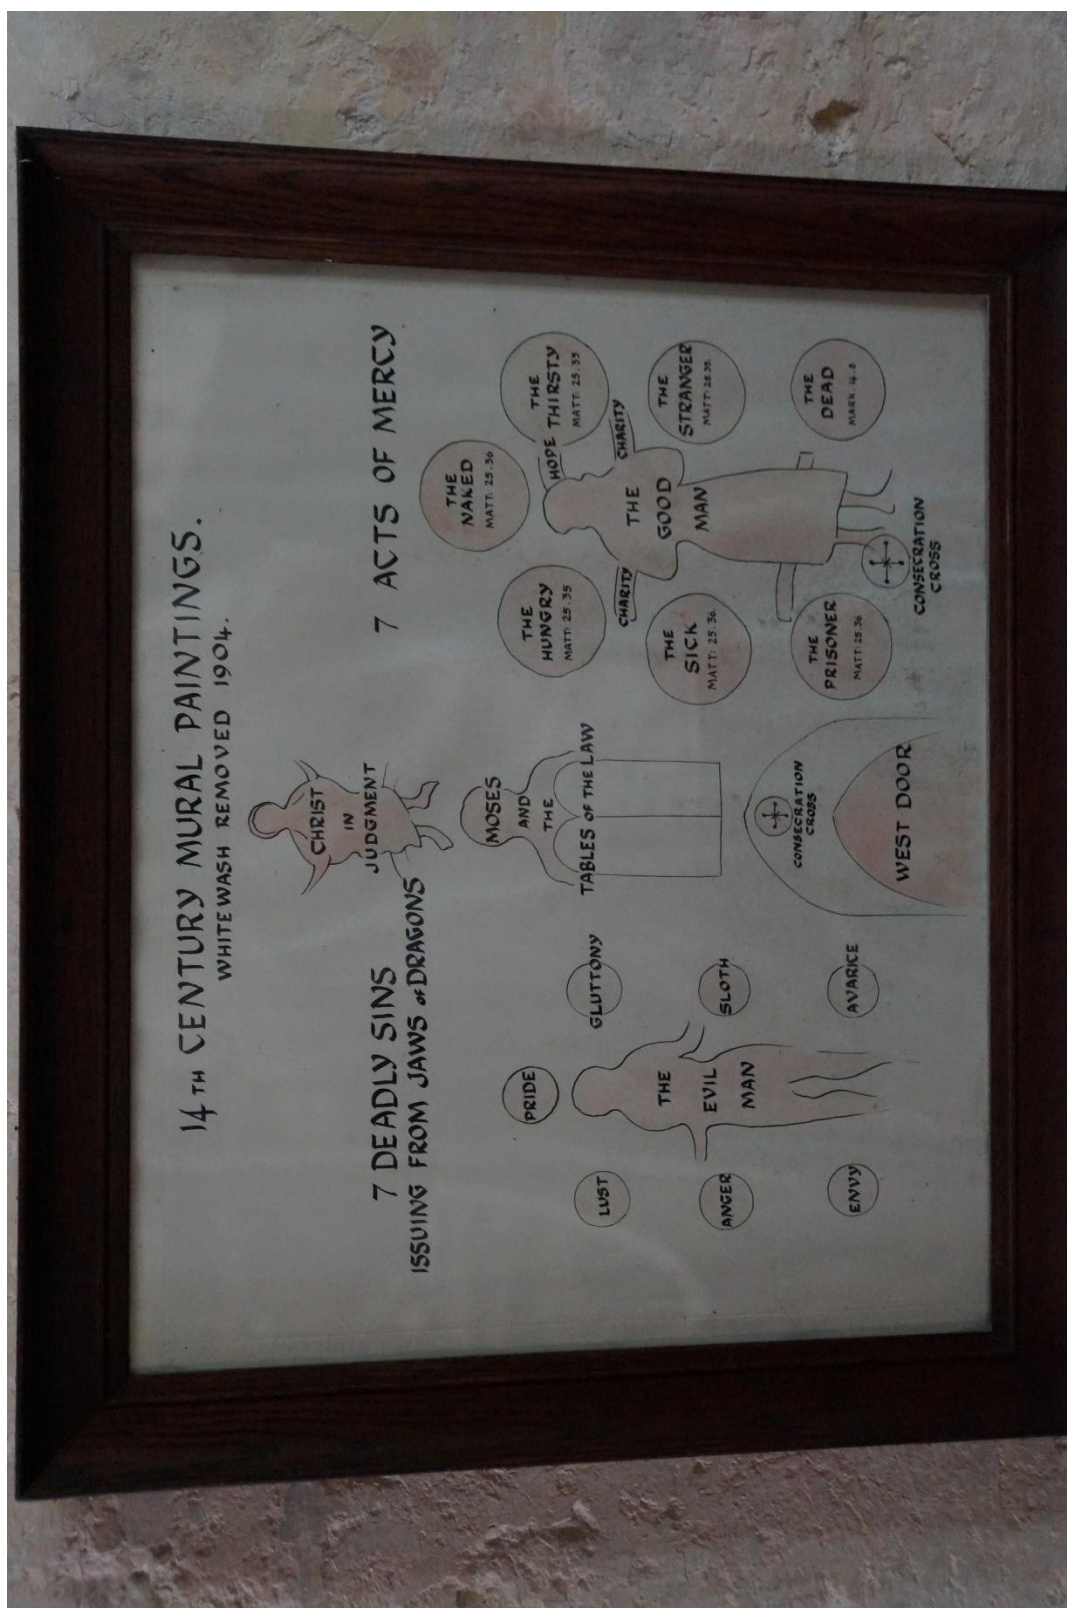 14TH CENTURY MURAL PAINTINGS.
WHITEWASH REMOVED 1904.
CHRIST
IN
JUDGMENT
7 DEADLY SINS
ISSUING FROM JAWS of DRAGONS
7 ACTS OF MERCY
PRIDE
LUST
GLUTTONY
ANGER
SLOTH
ENVY
AVARICE
THE
EVIL
MAN
MOSES
AND
THE
TABLES OF THE LAW
CONSECRATION
CROSS
WEST DOOR
THE
NAKED
MATT: 25.36
THE
HUNGRY
MATT: 25.35
HOPE
THE
THIRSTY
MATT: 25.35
CHARITY
CHARITY
THE
GOOD
MAN
THE
SICK
MATT: 25.36.
THE
STRANGER
MATT: 25.35.
THE
PRISONER
MATT: 25.36
THE
DEAD
CONSECRATION
CROSS